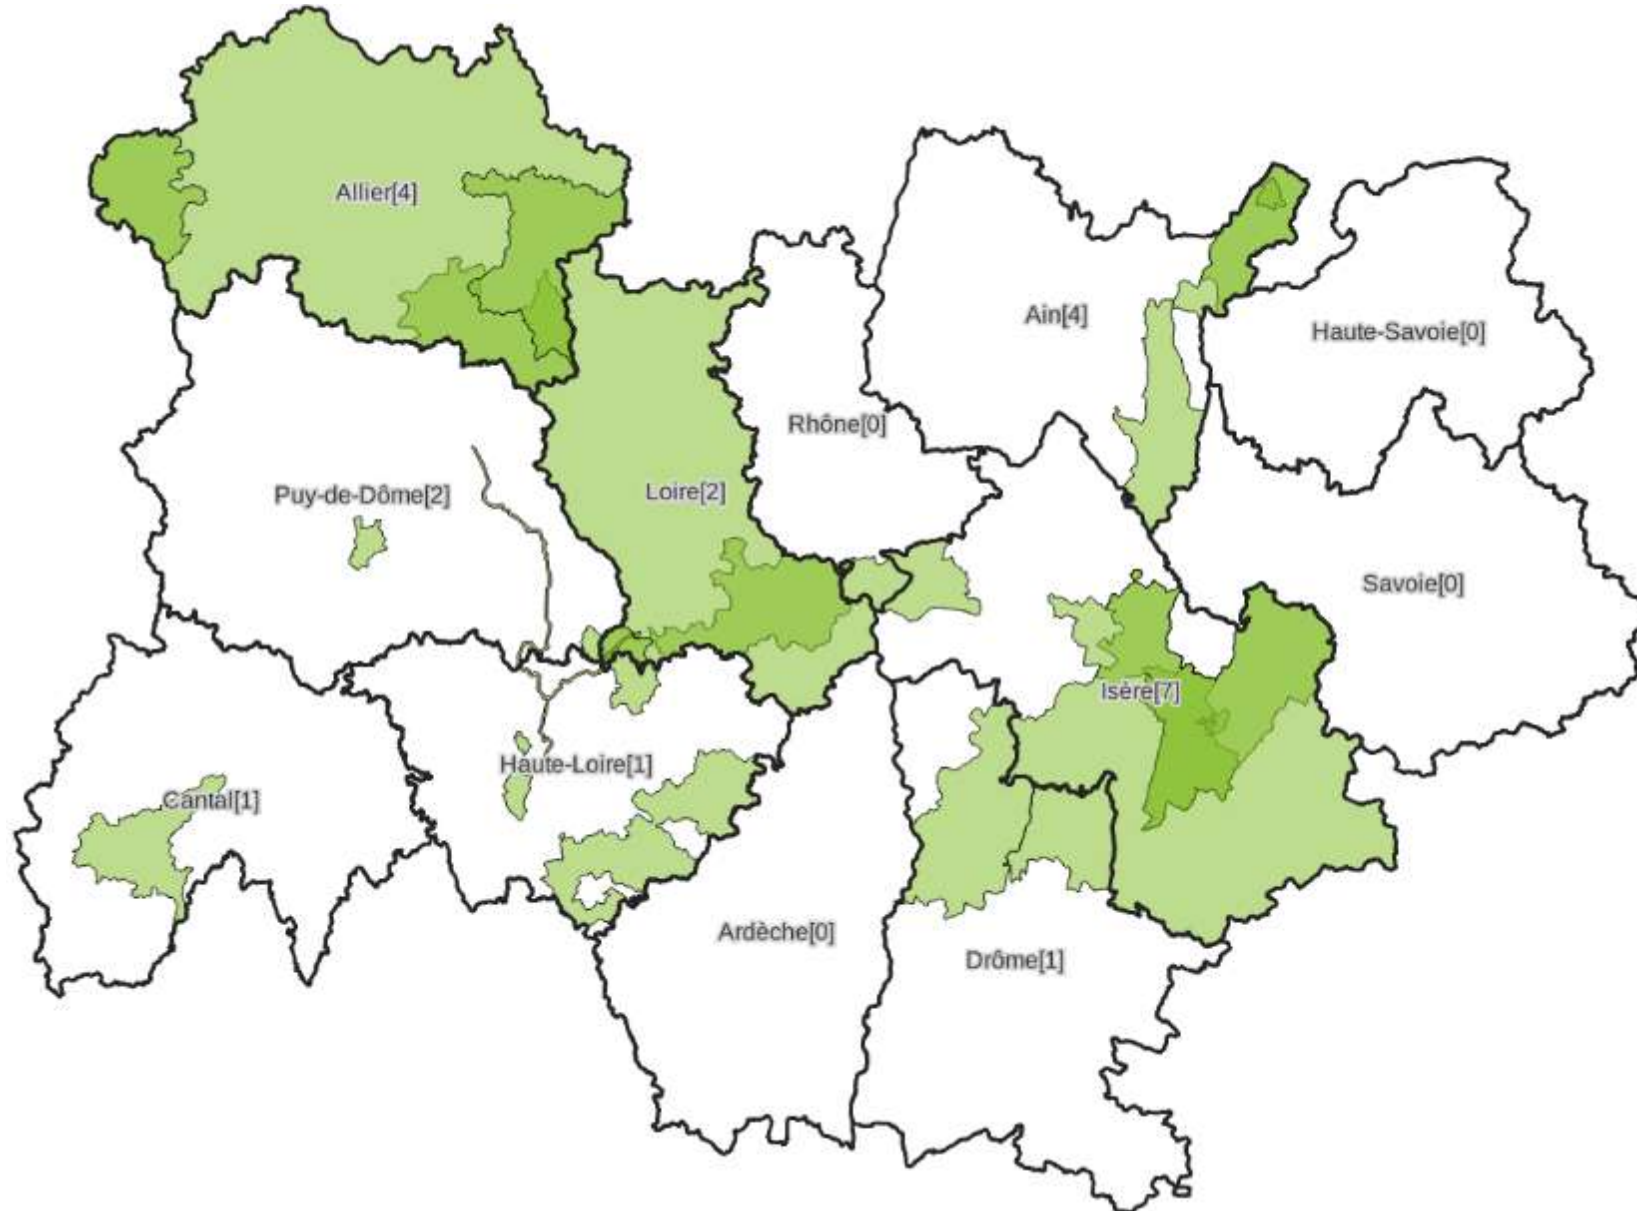 Allier[4]
Ain[4]
Haute-Savoie[0]
Rhône[0]
Puy-de-Dôme[2]
Loire[2]
Savoie[0]
Isère[7]
Haute-Loire[1]
Cantal[1]
Ardèche[0]
Drôme[1]